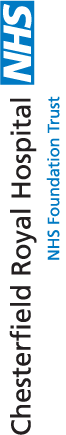 Chesterfield Royal Hospital NHS
NHS Foundation Trust